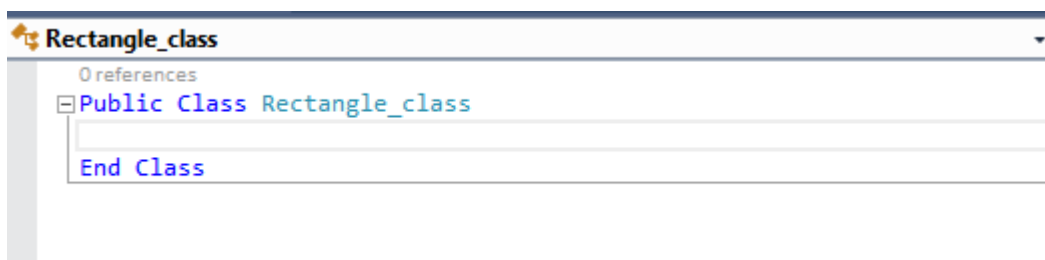 Rectangle_class
0 references
Public Class Rectangle_class
End Class